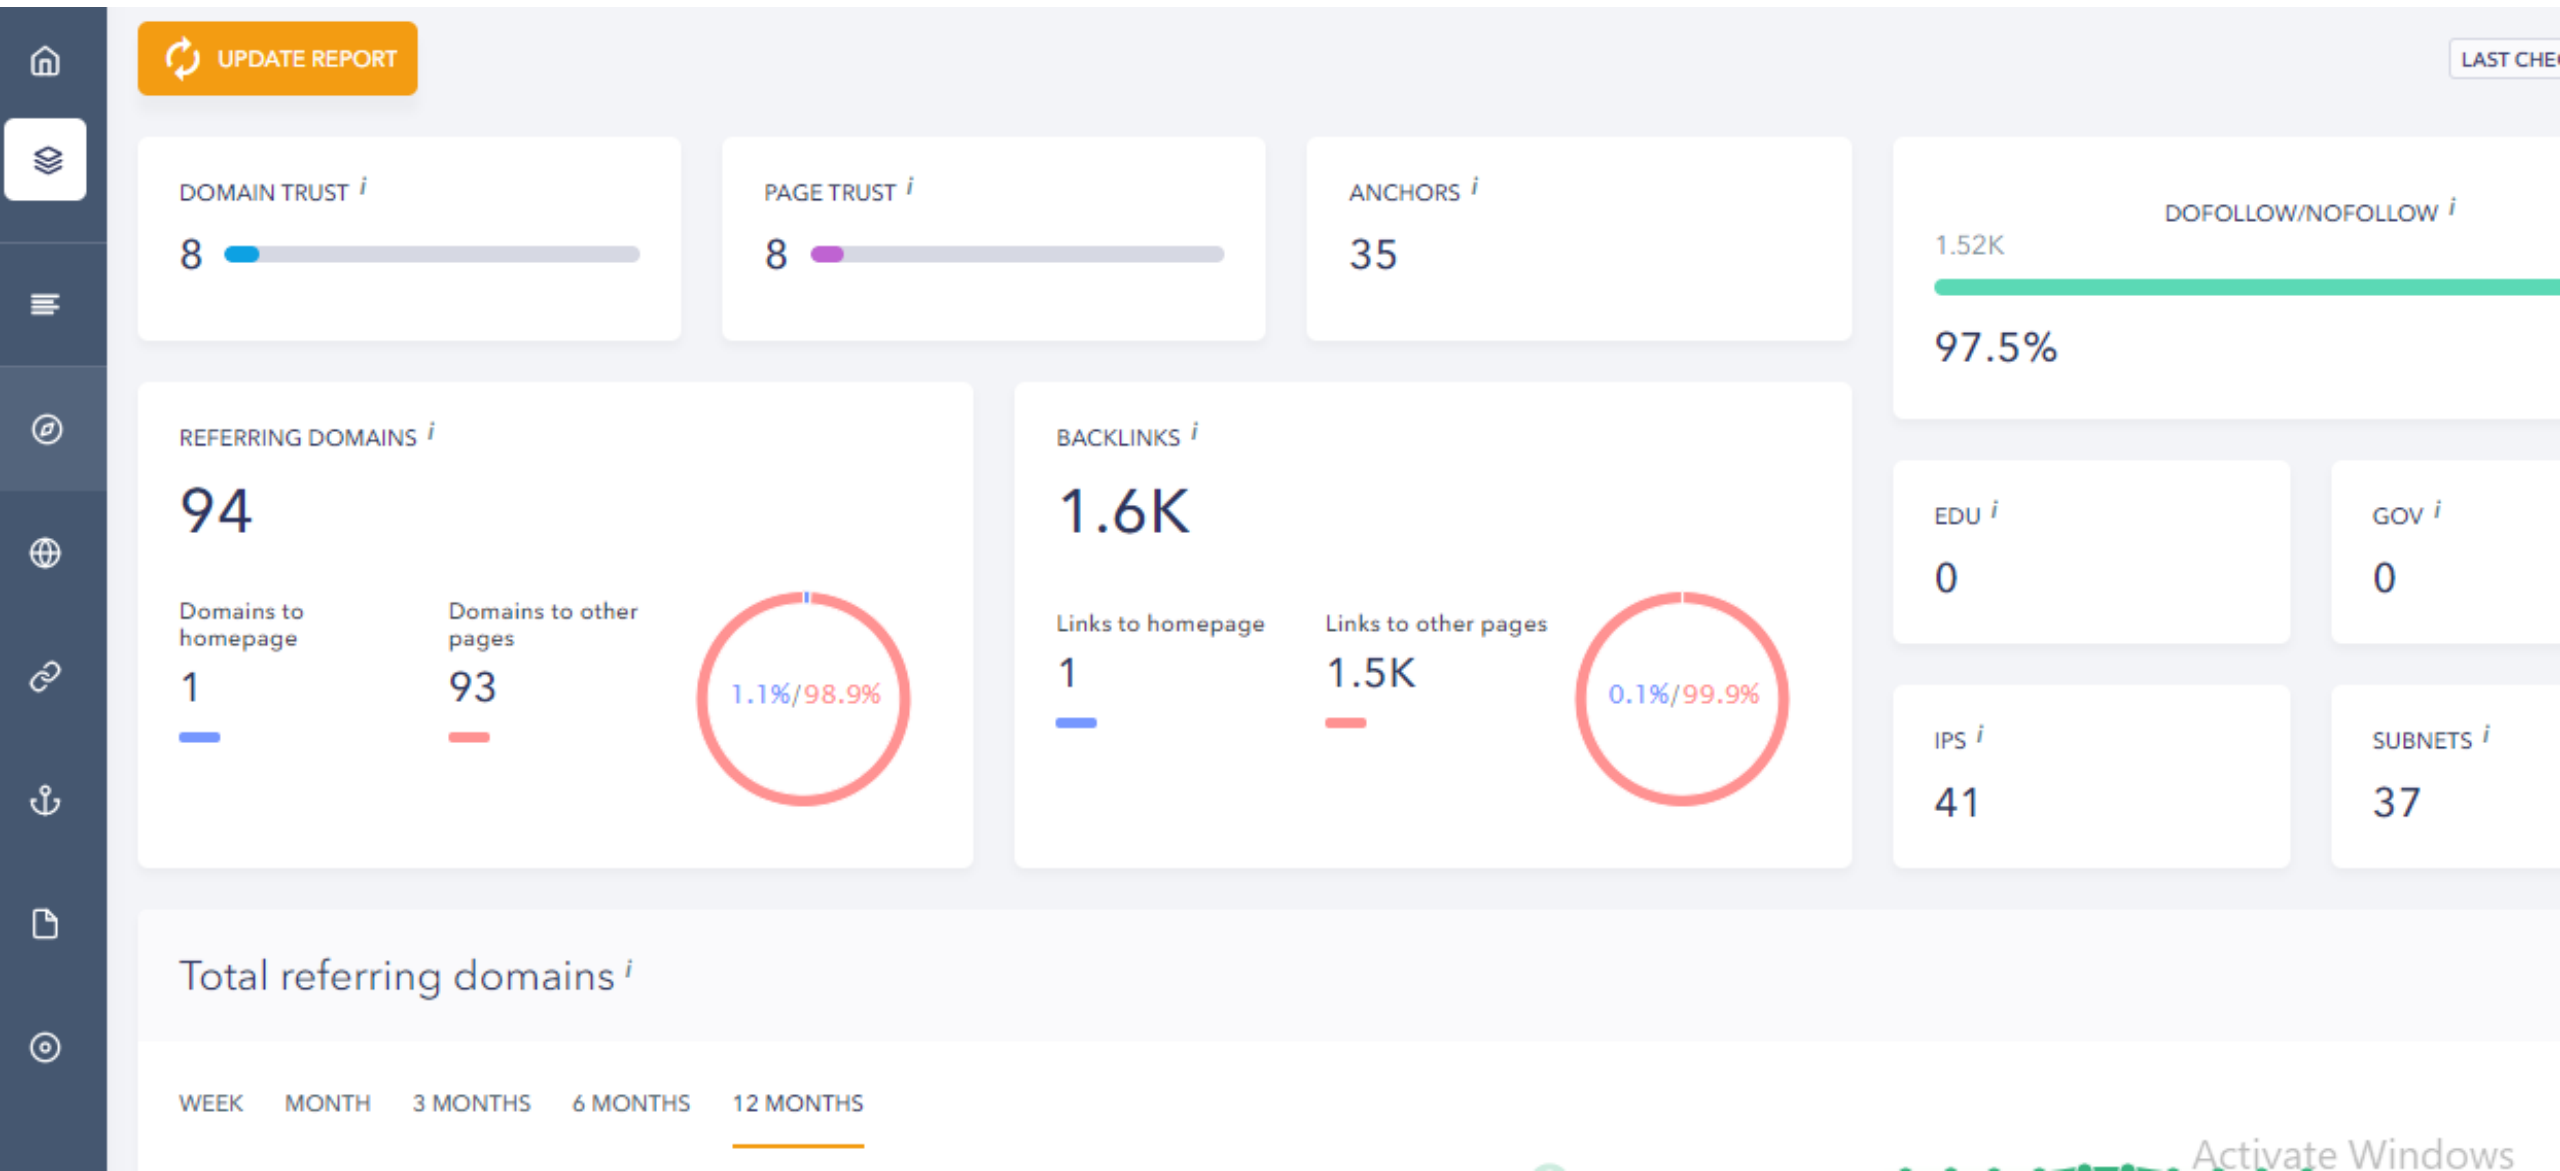 UPDATE REPORT
DOMAIN TRUST i
8
PAGE TRUST i
8
ANCHORS i
35
DOFOLLOW/NOFOLLOW i
1.52K
97.5%
REFERRING DOMAINS i
94
Domains to
homepage
1
Domains to other
pages
93
1.1%/98.9%
BACKLINKS i
1.6K
Links to homepage
1
Links to other pages
1.5K
0.1%/99.9%
EDU i
0
GOV i
0
IPS i
41
SUBNETS i
37
Total referring domains i
WEEK MONTH 3 MONTHS 6 MONTHS 12 MONTHS
Activate Windows
LAST